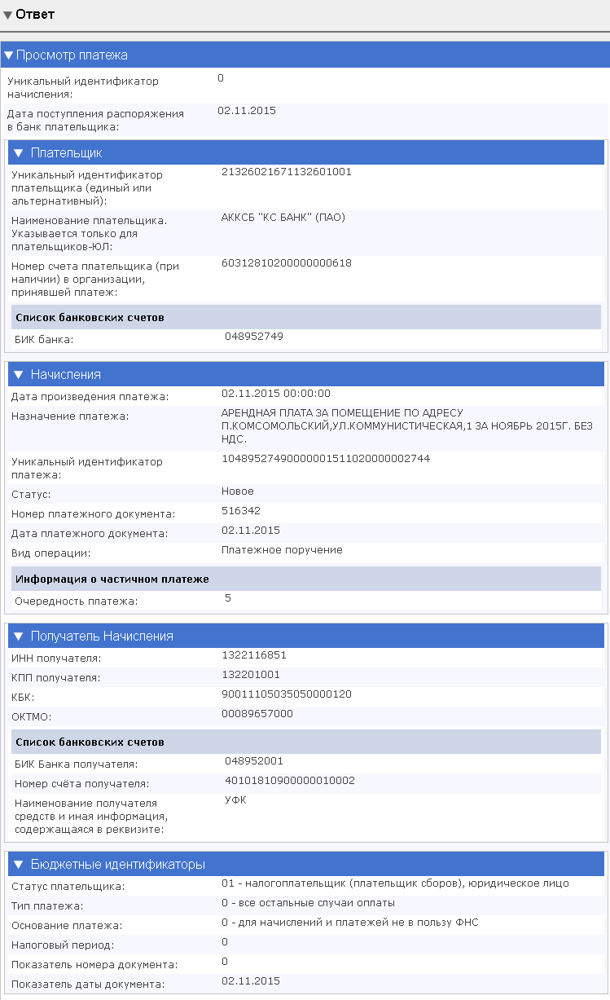 Ответ
Просмотр платежа
Уникальный идентификатор
начисления:
0
Дата поступления распоряжения
в банк плательщика:
02.11.2015
Плательщик
Уникальный идентификатор
плательщика (единый или
альтернативный):
21326021671132601001
Наименование плательщика.
Указывается только для
плательщиков-ЮЛ:
АККСБ "КС БАНК" (ПАО)
Номер счета плательщика (при
наличии) в организации,
принявшей платеж:
60312810200000000618
Список банковских счетов
БИК банка:
048952749
Начисления
Дата произведения платежа:
02.11.2015 00:00:00
Назначение платежа:
АРЕНДНАЯ ПЛАТА ЗА ПОМЕЩЕНИЕ ПО АДРЕСУ
П.КОМСОМОЛЬСКИЙ,УЛ.КОММУНИСТИЧЕСКАЯ,1 ЗА НОЯБРЬ 2015Г. БЕЗ
НДС.
Уникальный идентификатор
платежа:
10489527490000001511020000002744
Статус:
Новое
Номер платежного документа:
516342
Дата платежного документа:
02.11.2015
Вид операции:
Платежное поручение
Информация о частичном платеже
Очередность платежа:
5
Получатель Начисления
ИНН получателя:
1322116851
КПП получателя:
132201001
КБК:
90011105035050000120
ОКТМО:
00089657000
Список банковских счетов
БИК Банка получателя:
048952001
Номер счёта получателя:
40101810900000010002
Наименование получателя
средств и иная информация,
содержащаяся в реквизите:
УФК
Бюджетные идентификаторы
Статус плательщика:
01 - налогоплательщик (плательщик сборов), юридическое лицо
Тип платежа:
0 - все остальные случаи оплаты
Основание платежа:
0 - для начислений и платежей не в пользу ФНС
Налоговый период:
0
Показатель номера документа:
0
Показатель даты документа:
02.11.2015